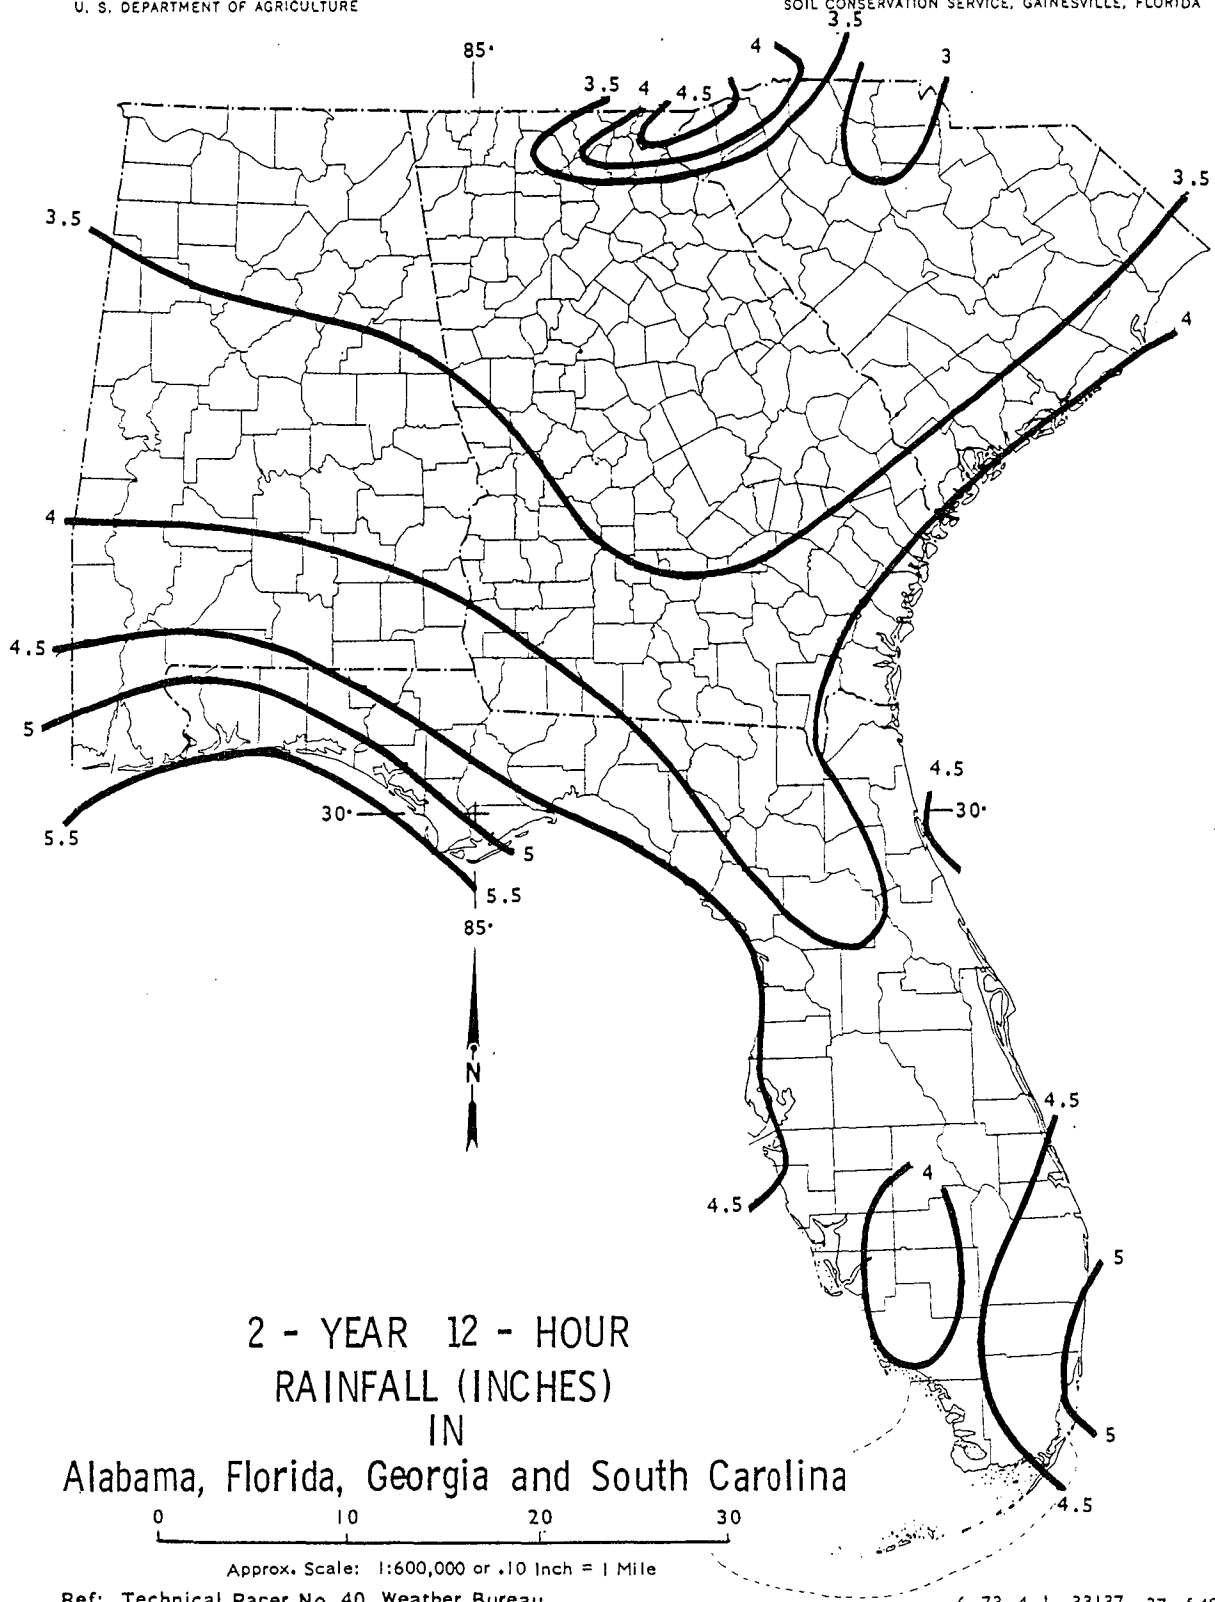 U. S. DEPARTMENT OF AGRICULTURE
SOIL CONSERVATION SERVICE, GAINESVILLE, FLORIDA
3.5
85°
4
3
3.5 4 4.5
3.5
3.5
4
4
4.5
5
4.5
30°
30°
5.5
5
5.5
85°
N
4.5
4
4.5
5
2 - YEAR 12 - HOUR
RAINFALL (INCHES)
IN
Alabama, Florida, Georgia and South Carolina
5
4.5
0 10 20 30
Approx. Scale: 1:600,000 or .10 Inch = 1 Mile
Ref: Technical Paper No. 40, Weather Bureau